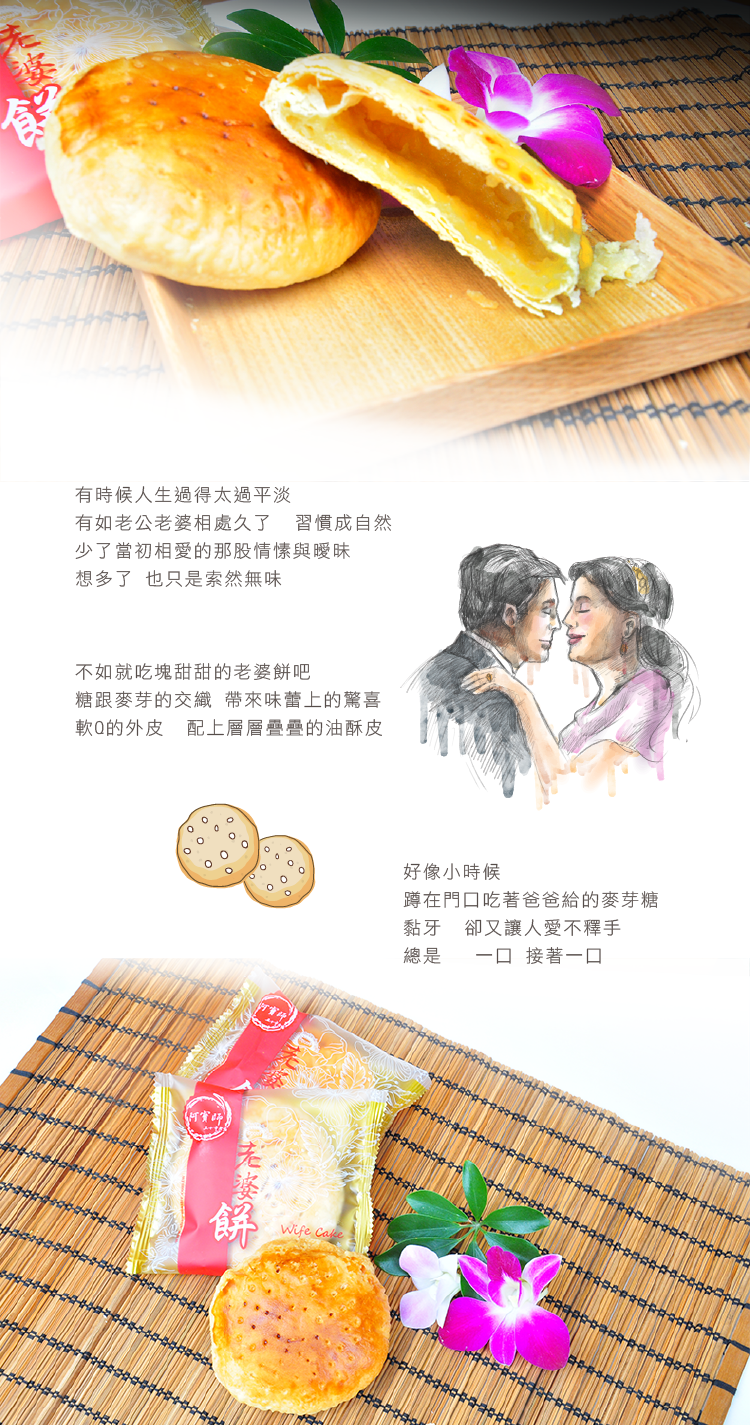 老婆餅
有時候人生過得太過平淡
有如老公老婆相處久了 習慣成自然
少了當初相愛的那股情愫與曖昧
想多了 也只是索然無味
不如就吃塊甜甜的老婆餅吧
糖跟麥芽的交織 帶來味蕾上的驚喜
軟Q的外皮 配上層層疊疊的油酥皮
好像小時候
蹲在門口吃著爸爸給的麥芽糖
黏牙 卻又讓人愛不釋手
總是 一口 接著一口
阿寶師
老婆
阿寶師
老婆餅
Wife Cake